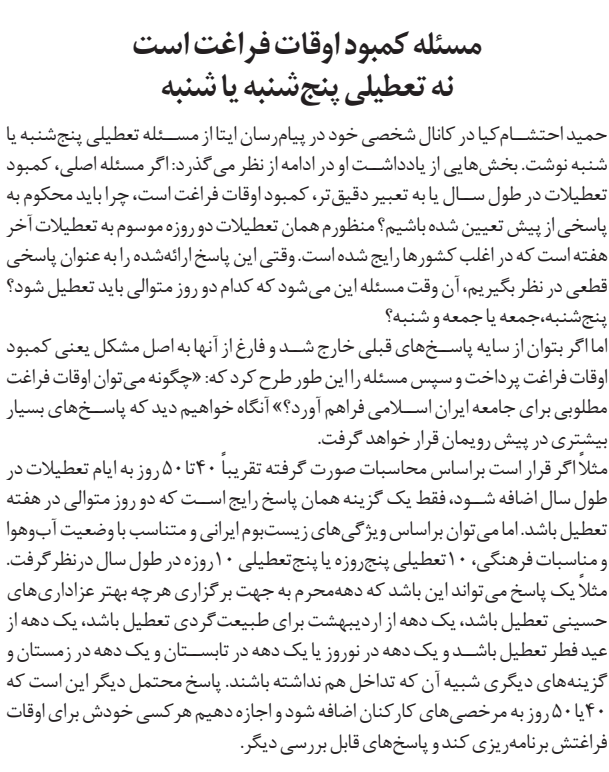 مسئله کمبود اوقات فراغت است
نه تعطیلی پنج‌شنبه یا شنبه
حمید احتشام‌کیا در کانال شخصی خود در پیام‌رسان ایتا از مسئله تعطیلی پنج‌شنبه یا
شنبه نوشت. بخش‌هایی از یادداشت او در ادامه از نظر می‌گذرد: اگر مسئله اصلی، کمبود
تعطیلات در طول سال یا به تعبیر دقیق‌تر، کمبود اوقات فراغت است، چرا باید محکوم به
پاسخی از پیش تعیین شده باشیم؟ منظورم همان تعطیلات دو روزه موسوم به تعطیلات آخر
هفته است که در اغلب کشورها رایج شده است. وقتی این پاسخ ارائه‌شده را به عنوان پاسخی
قطعی در نظر بگیریم، آن وقت مسئله این می‌شود که کدام دو روز متوالی باید تعطیل شود؟
پنج‌شنبه،جمعه یا جمعه و شنبه؟
اما اگر بتوان از سایه پاسخ‌های قبلی خارج شد و فارغ از آنها به اصل مشکل یعنی کمبود
اوقات فراغت پرداخت و سپس مسئله را این طور طرح کرد که: «چگونه می‌توان اوقات فراغت
مطلوبی برای جامعه ایران اسلامی فراهم آورد؟» آنگاه خواهیم دید که پاسخ‌های بسیار
بیشتری در پیش رویمان قرار خواهد گرفت.
مثلاً اگر قرار است براساس محاسبات صورت گرفته تقریباً ۴۰تا ۵۰ روز به ایام تعطیلات در
طول سال اضافه شود، فقط یک گزینه همان پاسخ رایج است که دو روز متوالی در هفته
تعطیل باشد. اما می‌توان براساس ویژگی‌های زیست‌بوم ایرانی و متناسب با وضعیت آب‌وهوا
و مناسبات فرهنگی، ۱۰تعطیلی پنج‌روزه یا پنج‌تعطیلی ۱۰روزه در طول سال درنظر گرفت.
مثلاً یک پاسخ می‌تواند این باشد که دهه‌محرم به جهت برگزاری هرچه بهتر عزاداری‌های
حسینی تعطیل باشد، یک دهه از اردیبهشت برای طبیعت‌گردی تعطیل باشد، یک دهه از
عید فطر تعطیل باشد و یک دهه در نوروز یا یک دهه در تابستان و یک دهه در زمستان و
گزینه‌های دیگری شبیه آن که تداخل هم نداشته باشند. پاسخ محتمل دیگر این است که
۴۰یا ۵۰ روز به مرخصی‌های کارکنان اضافه شود و اجازه دهیم هرکسی خودش برای اوقات
فراغتش برنامه‌ریزی کند و پاسخ‌های قابل بررسی دیگر.